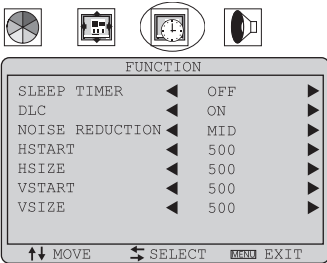 FUNCTION
SLEEP TIMER ◀ OFF ▶
DLC ◀ ON ▶
NOISE REDUCTION ◀ MID ▶
HSTART ◀ 500 ▶
HSIZE ◀ 500 ▶
VSTART ◀ 500 ▶
VSIZE ◀ 500 ▶
MOVE SELECT MENU EXIT